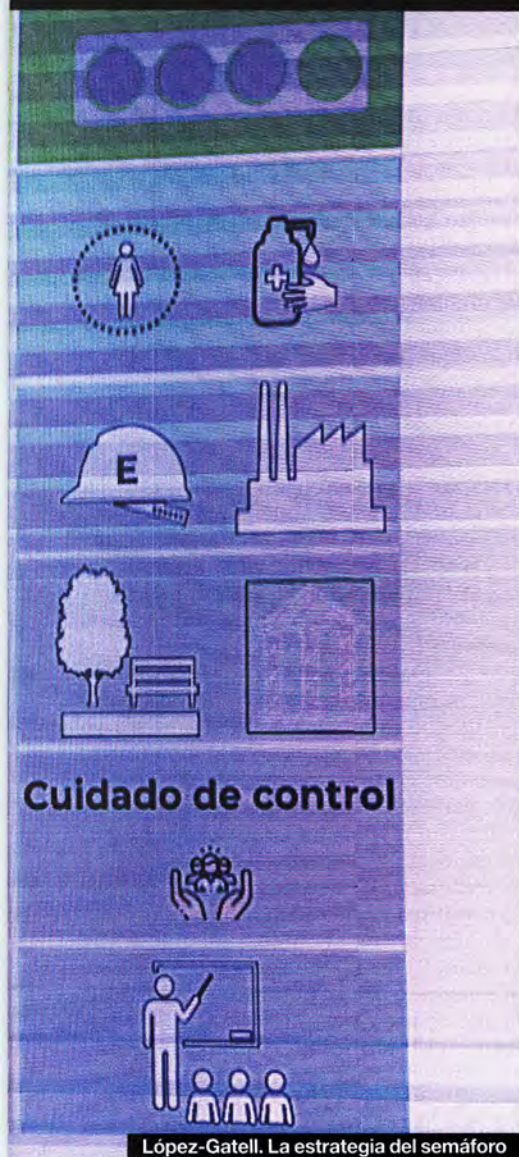 E
Cuidado de control
López-Gatell. La estrategia del semáforo